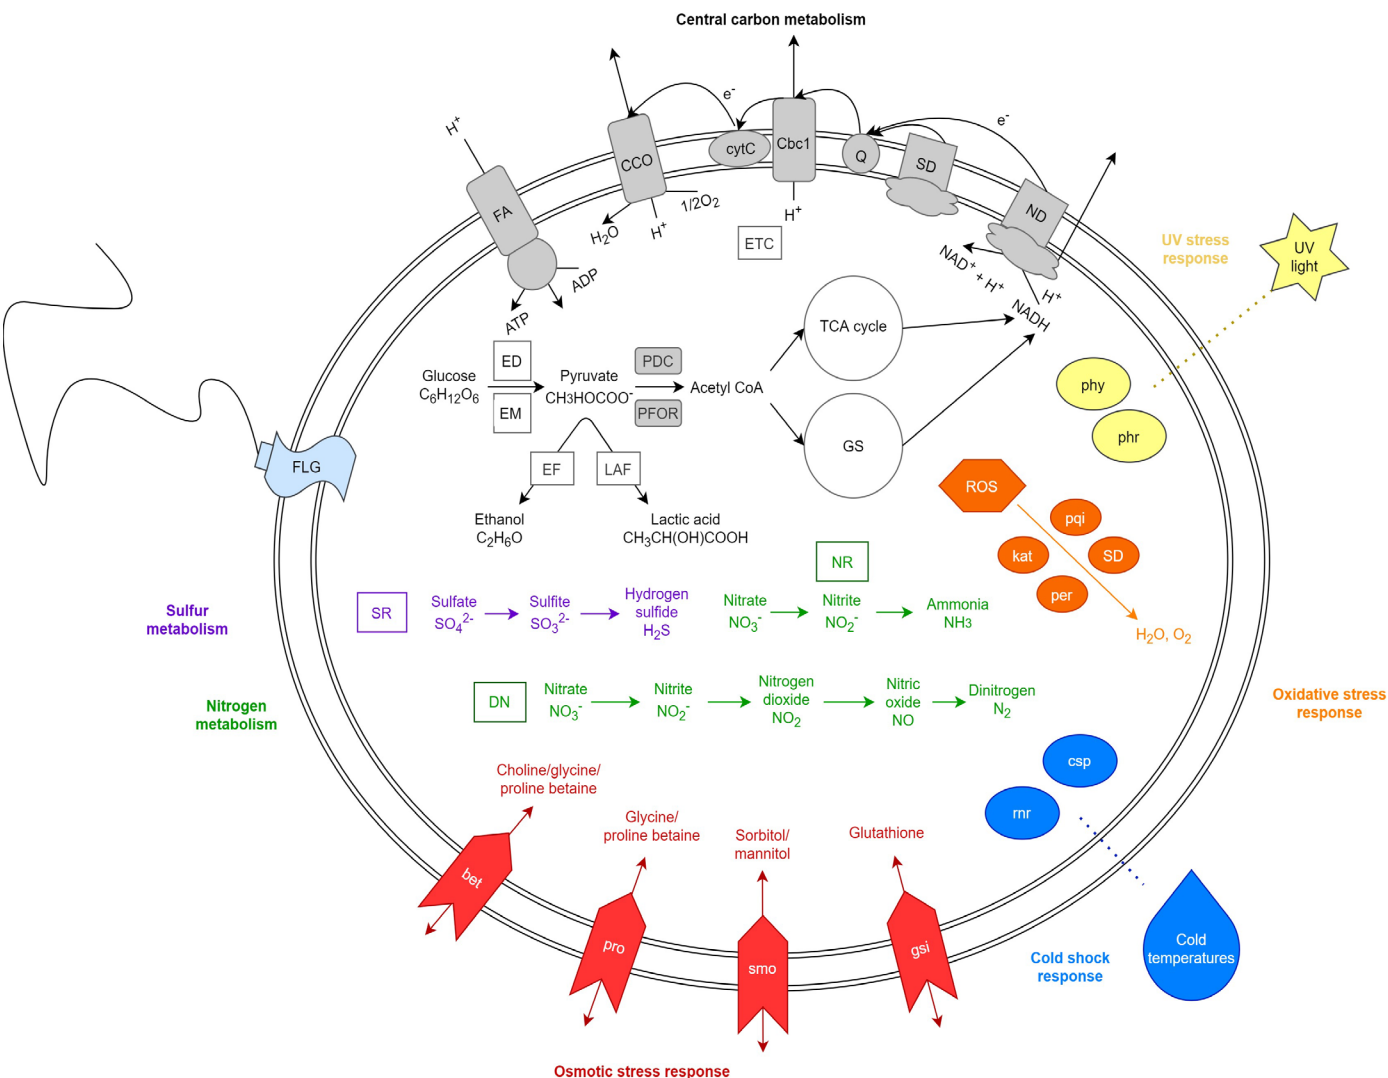 Central carbon metabolism
e-
e-
H+
CCO
cytC
Cbc1
Q
SD
ND
FA
H2O
H+
1/2O2
H+
ETC
NAD+ + H+
H+
NADH
ADP
ATP
UV stress
response
UV
light
ED
Glucose
C6H12O6
EM
Pyruvate
CH3HOCOO-
PDC
PFOR
Acetyl CoA
TCA cycle
GS
phy
phr
FLG
EF
LAF
Ethanol
C2H6O
Lactic acid
CH3CH(OH)COOH
ROS
pqi
kat
SD
per
H2O, O2
NR
Sulfur
metabolism
SR
Sulfate
SO42-
Sulfite
SO32-
Hydrogen
sulfide
H2S
Nitrate
NO3-
Nitrite
NO2-
Ammonia
NH3
Nitrogen
metabolism
DN
Nitrate
NO3-
Nitrite
NO2-
Nitrogen
dioxide
NO2
Nitric
oxide
NO
Dinitrogen
N2
Oxidative stress
response
csp
rnr
Choline/glycine/
proline betaine
Glycine/
proline betaine
Sorbitol/
mannitol
Glutathione
bet
pro
smo
gsi
Cold shock
response
Cold
temperatures
Osmotic stress response